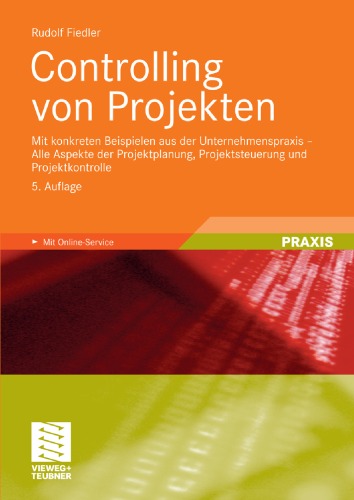 Rudolf Fiedler
Controlling
von Projekten
Mit konkreten Beispielen aus der Unternehmenspraxis –
Alle Aspekte der Projektplanung, Projektsteuerung und
Projektkontrolle
5. Auflage
Mit Online-Service
PRAXIS
VIEWEG+
TEUBNER